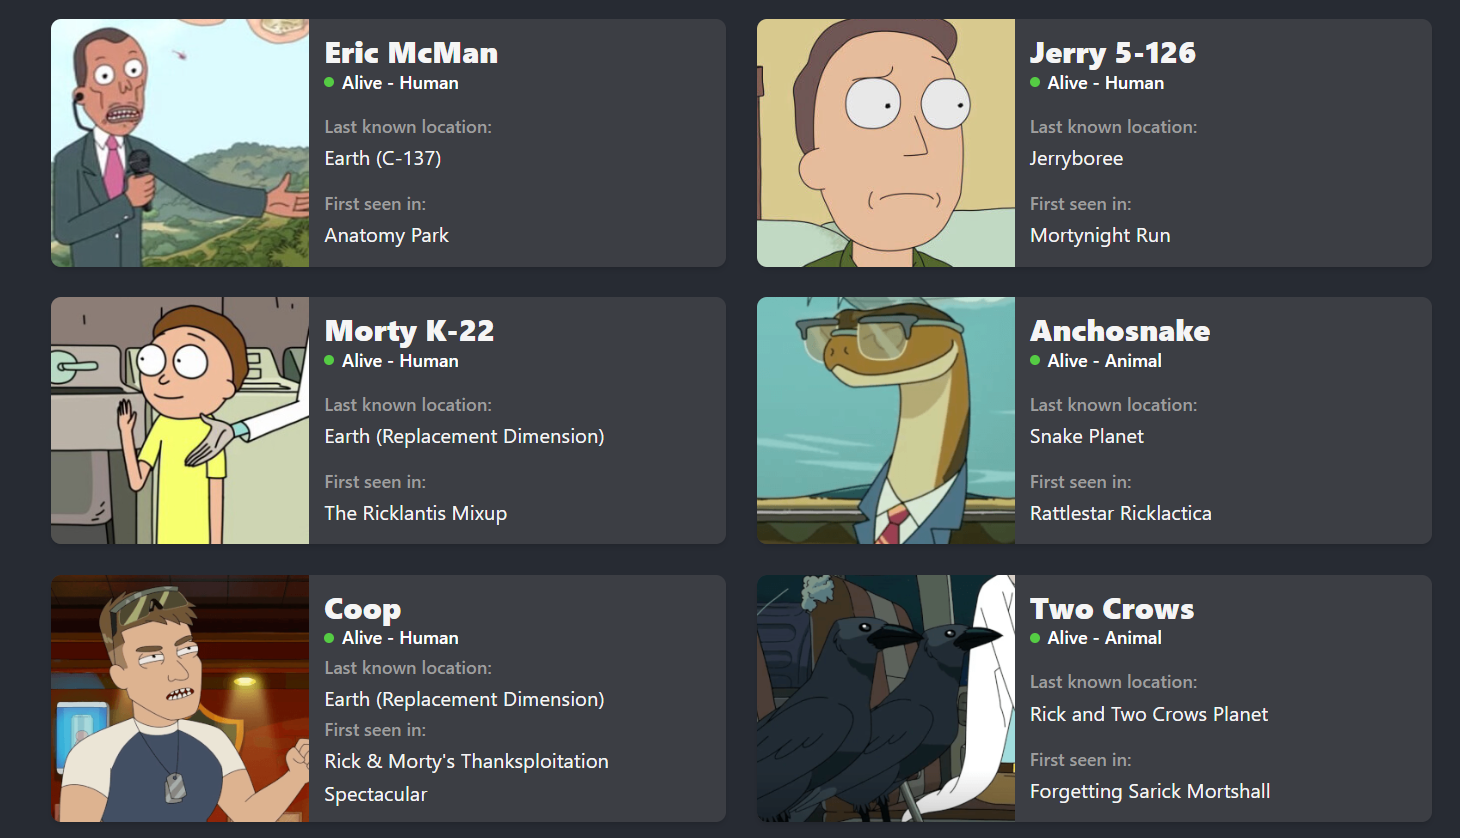 Eric McMan
Alive - Human
Last known location:
Earth (C-137)
First seen in:
Anatomy Park
Jerry 5-126
Alive - Human
Last known location:
Jerryboree
First seen in:
Mortynight Run
Morty K-22
Alive - Human
Last known location:
Earth (Replacement Dimension)
First seen in:
The Ricklantis Mixup
Anchosnake
Alive - Animal
Last known location:
Snake Planet
First seen in:
Rattlestar Ricklactica
Coop
Alive - Human
Last known location:
Earth (Replacement Dimension)
First seen in:
Rick & Morty's Thanksploitation
Spectacular
Two Crows
Alive - Animal
Last known location:
Rick and Two Crows Planet
First seen in:
Forgetting Sarick Mortshall